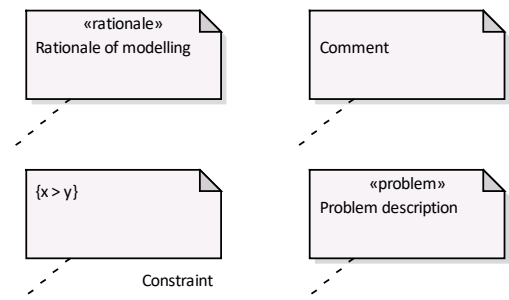 «rationale»
Rationale of modelling
Comment
{x > y}
Constraint
«problem»
Problem description